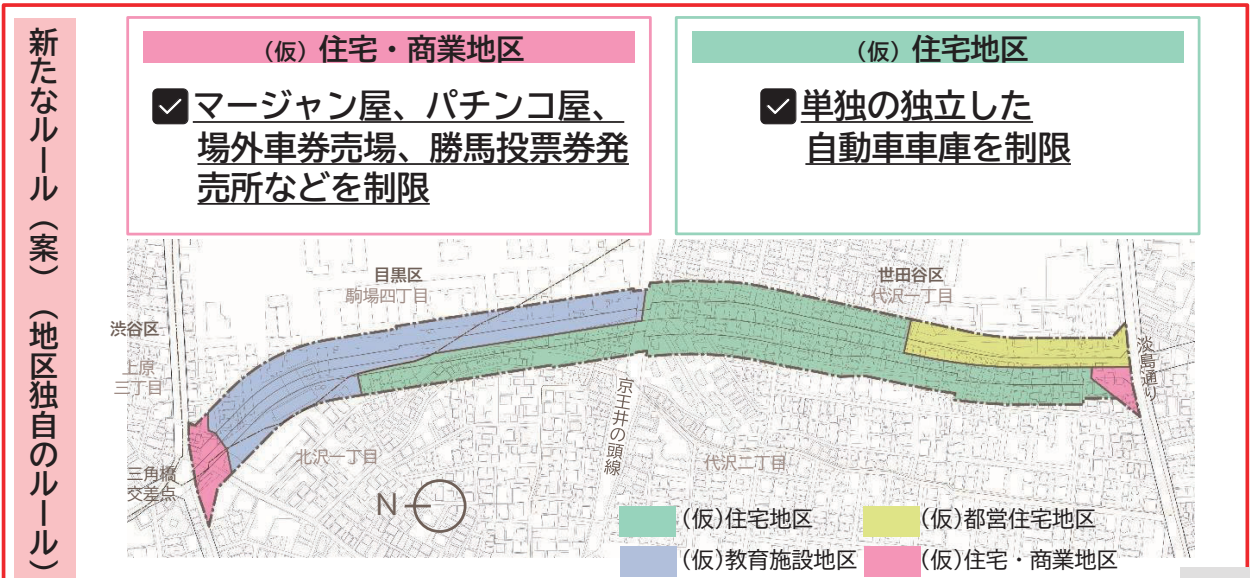 新たなルール（案）（地区独自のルール）
（仮）住宅・商業地区
マージャン屋、パチンコ屋、
場外車券売場、勝馬投票券発
売所などを制限
（仮）住宅地区
単独の独立した
自動車車庫を制限
目黒区
駒場四丁目
世田谷区
代沢一丁目
渋谷区
上原
三丁目
淡島通り
京王井の頭線
北沢一丁目
代沢二丁目
三角橋
交差点
N
（仮）住宅地区
（仮）都営住宅地区
（仮）教育施設地区
（仮）住宅・商業地区